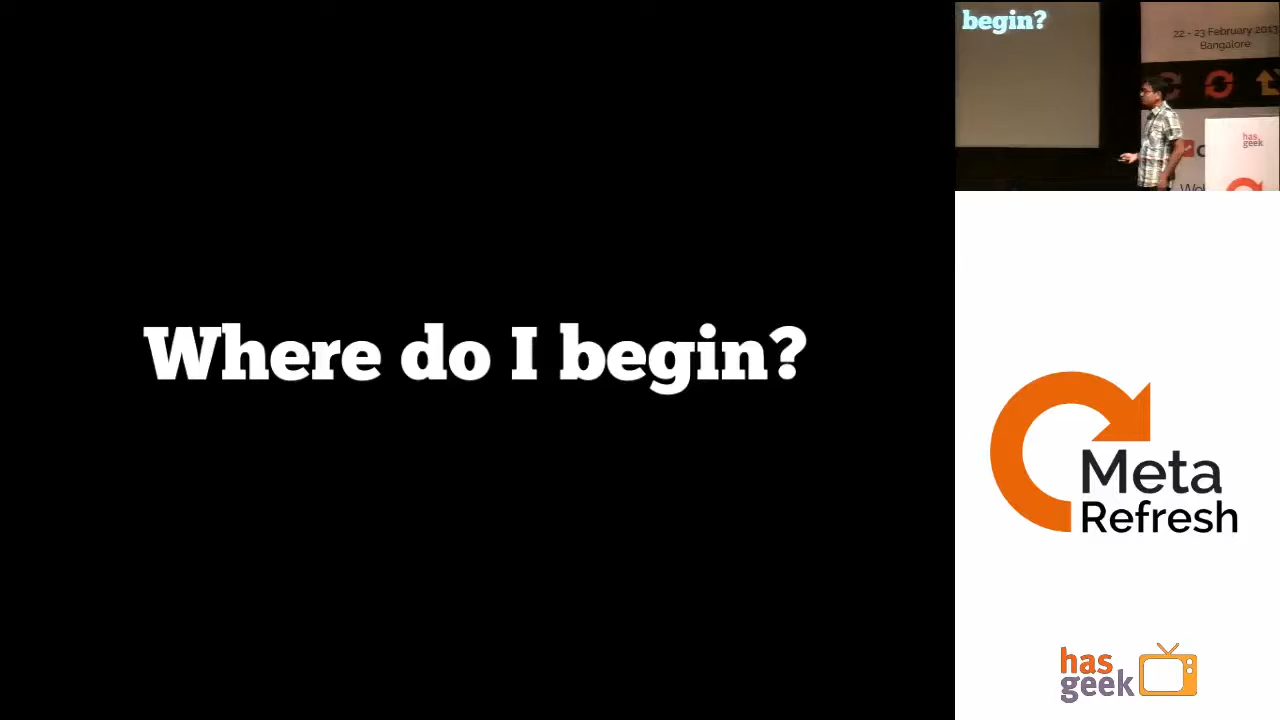 Where do I begin?
begin?
22 - 23 February 2013
Bangalore
has
geek
Meta
Refresh
has
geek